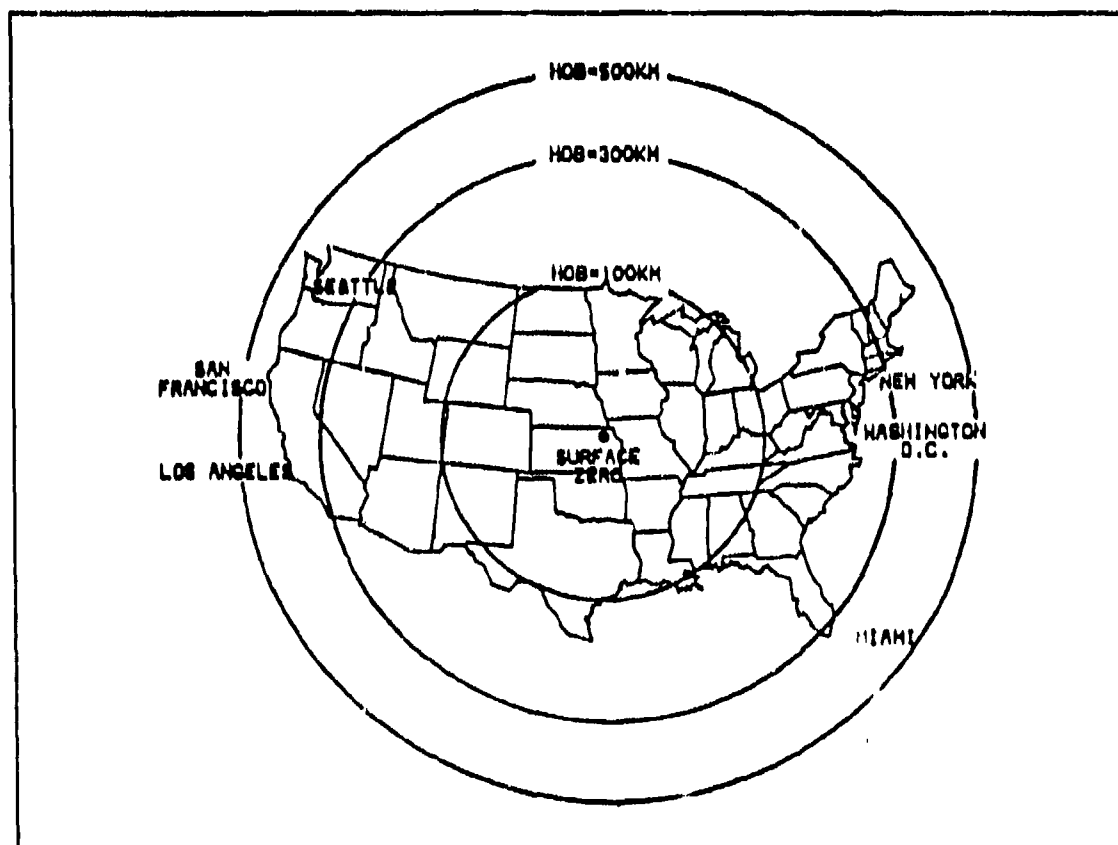 HOB=500KM
HOB=300KM
HOB=100KM
SEATTLE
SAN
FRANCISCO
NEW YORK
WASHINGTON
D.C.
SURFACE
ZERO
LOS ANGELES
MIAMI